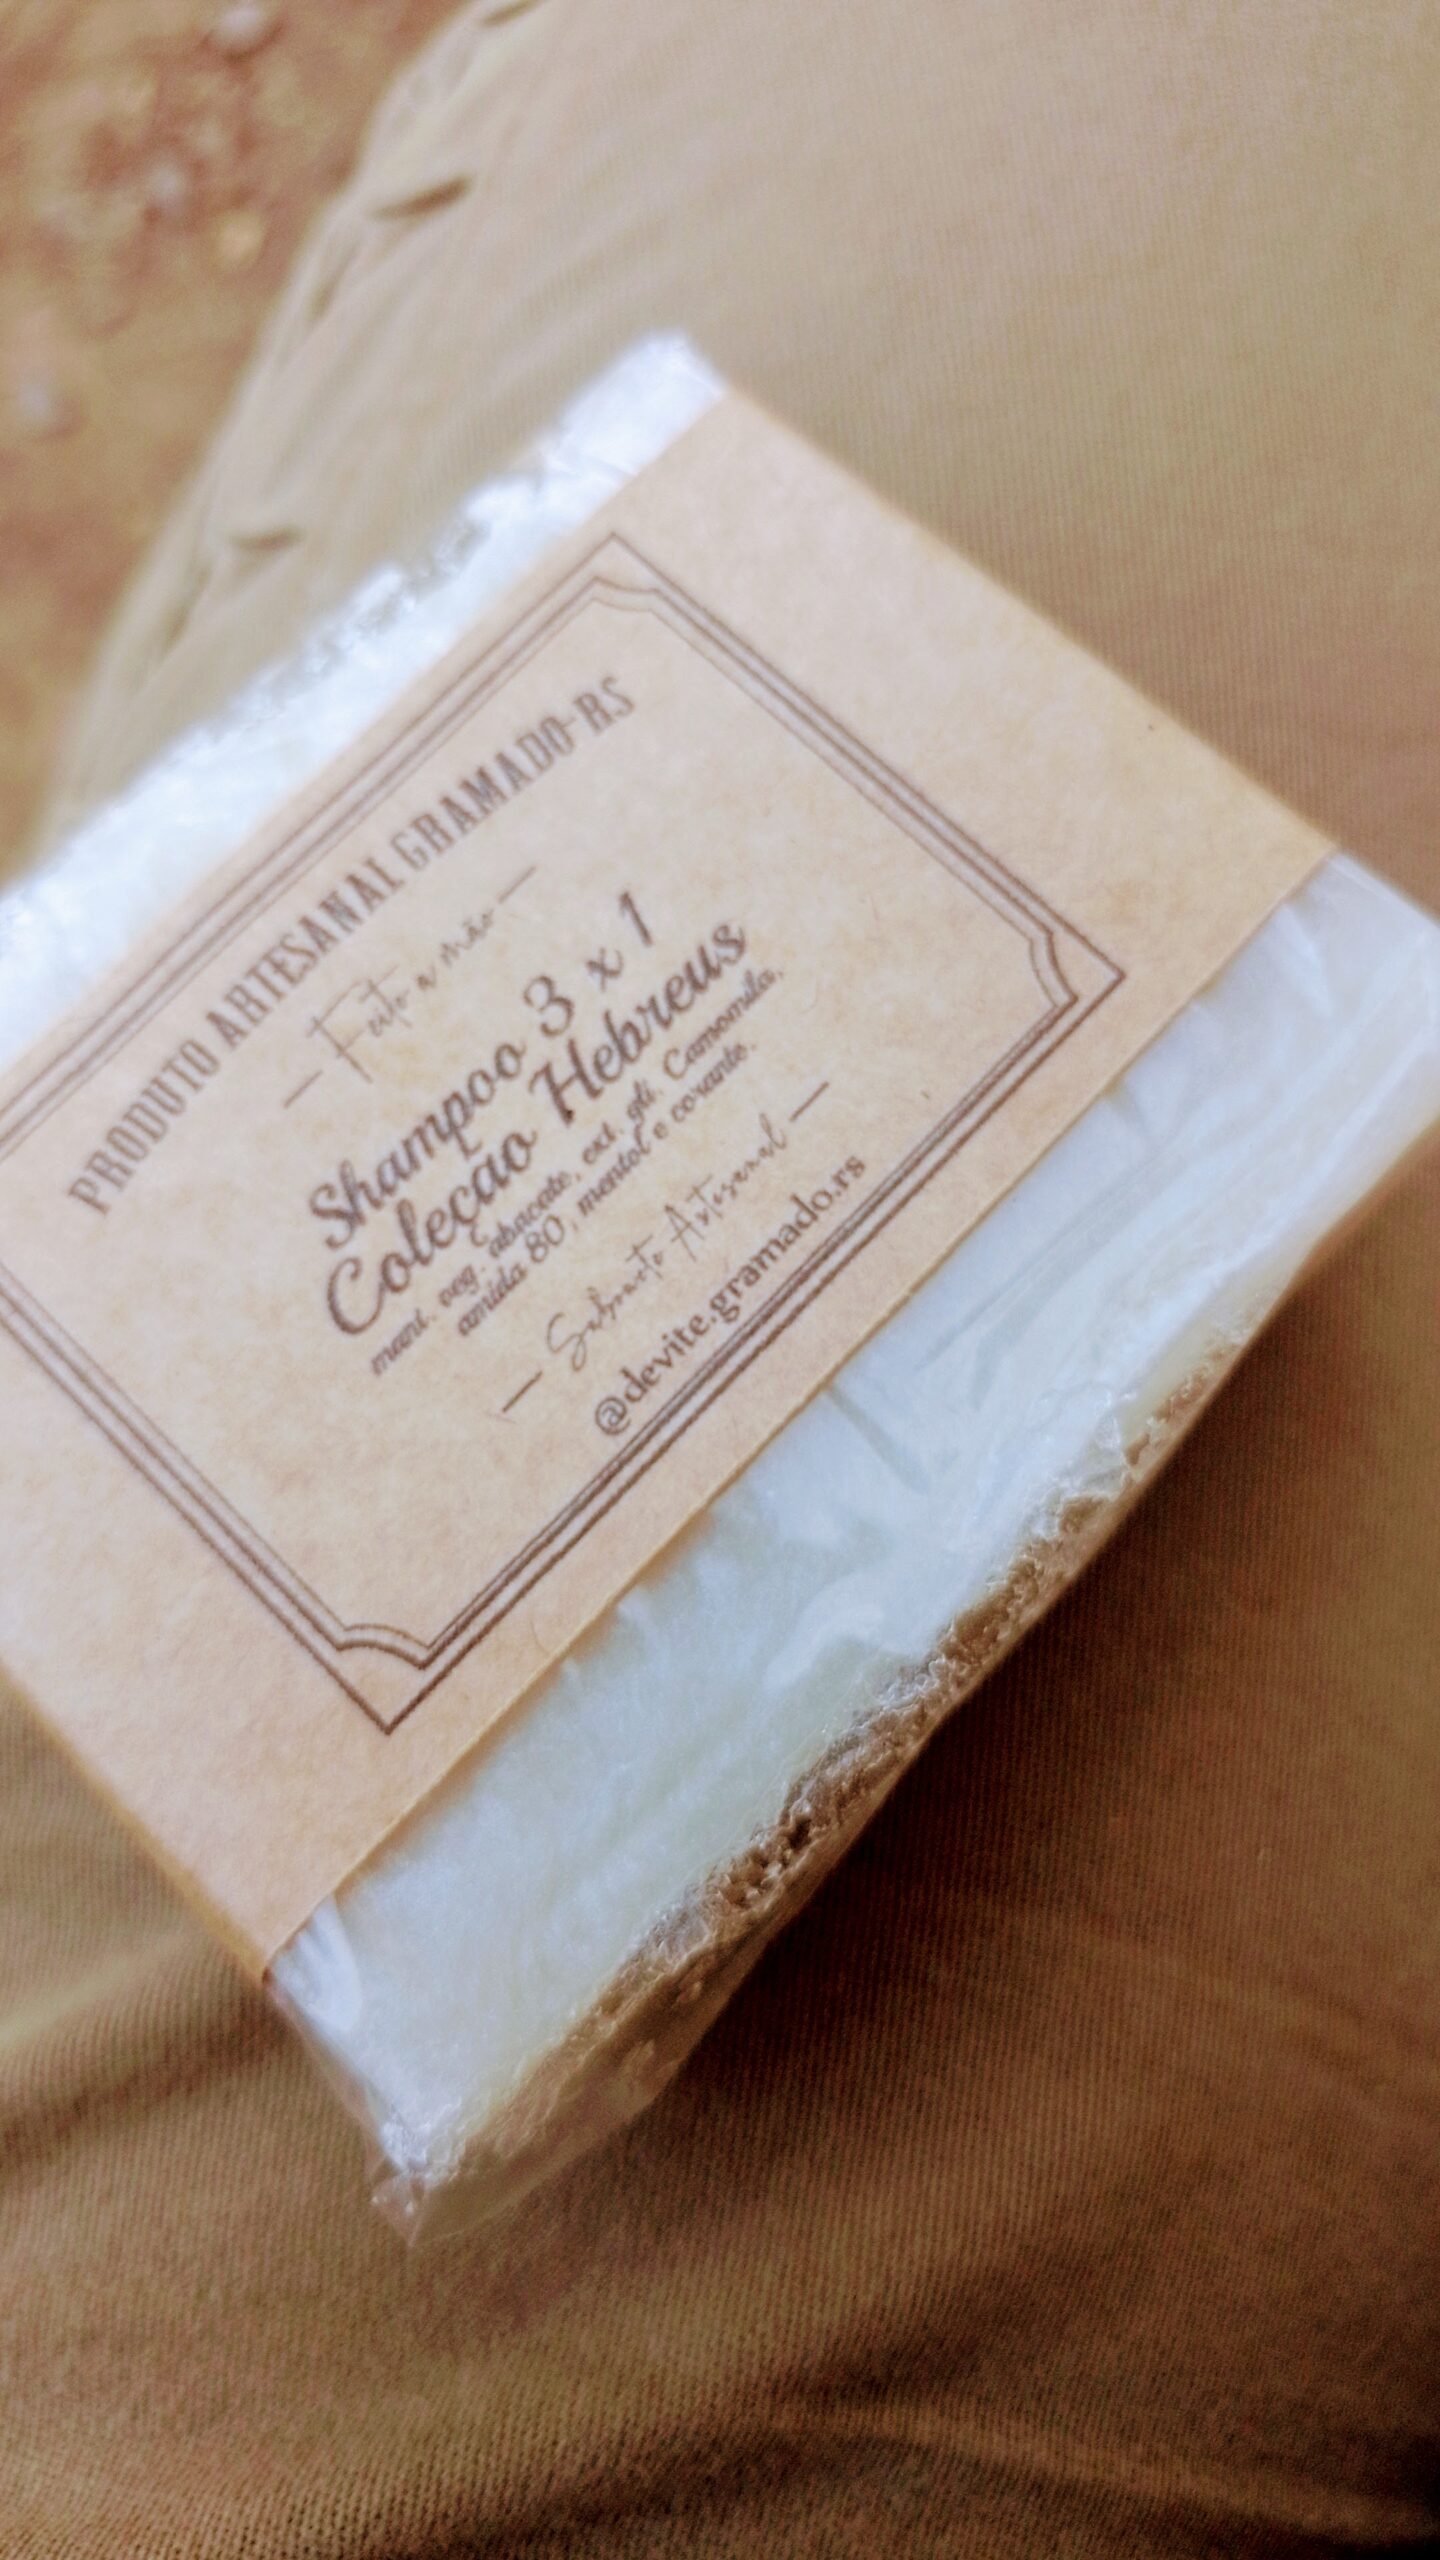 PRODUTO ARTESANAL GRAMADO-RS
Feito a mão
Shampoo 3 x 1
Coleção Hebreus
mant. veg. abacate, ext. gli. Camomila,
amida 80, mentol e corante.
Sabonete Artesanal
@devite.gramado.rs